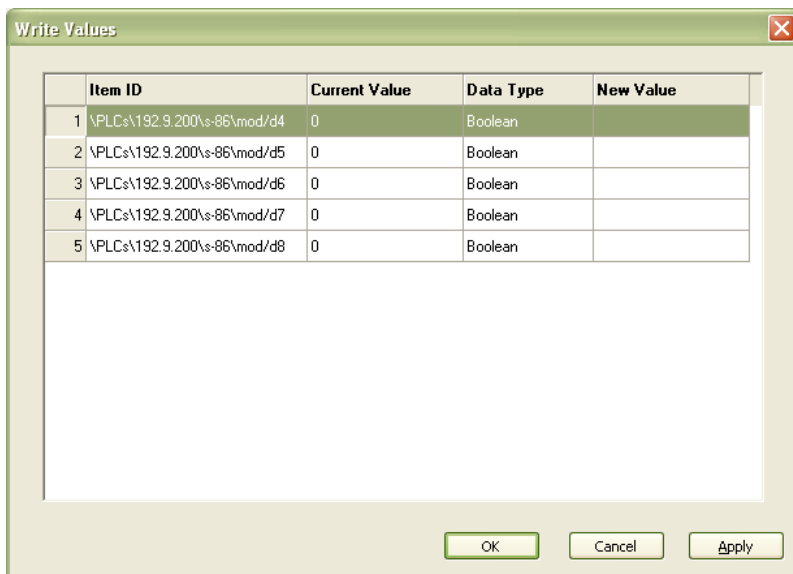 Write Values
Item ID Current Value Data Type New Value
1 \PLCs\192.9.200\s-86\mod/d4 0 Boolean
2 \PLCs\192.9.200\s-86\mod/d5 0 Boolean
3 \PLCs\192.9.200\s-86\mod/d6 0 Boolean
4 \PLCs\192.9.200\s-86\mod/d7 0 Boolean
5 \PLCs\192.9.200\s-86\mod/d8 0 Boolean
OK Cancel Apply